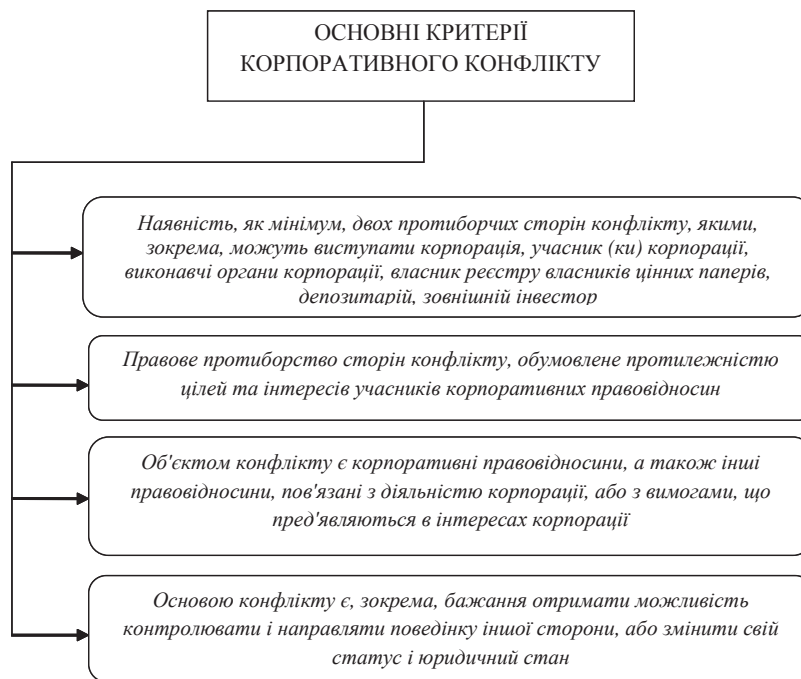 ОСНОВНІ КРИТЕРІЇ
КОРПОРАТИВНОГО КОНФЛІКТУ
Наявність, як мінімум, двох протиборчих сторін конфлікту, якими,
зокрема, можуть виступати корпорація, учасник (ки) корпорації,
виконавчі органи корпорації, власник реєстру власників цінних паперів,
депозитарій, зовнішній інвестор
Правове протиборство сторін конфлікту, обумовлене протилежністю
цілей та інтересів учасників корпоративних правовідносин
Об'єктом конфлікту є корпоративні правовідносини, а також інші
правовідносини, пов'язані з діяльністю корпорації, або з вимогами, що
пред'являються в інтересах корпорації
Основою конфлікту є, зокрема, бажання отримати можливість
контролювати і направляти поведінку іншої сторони, або змінити свій
статус і юридичний стан